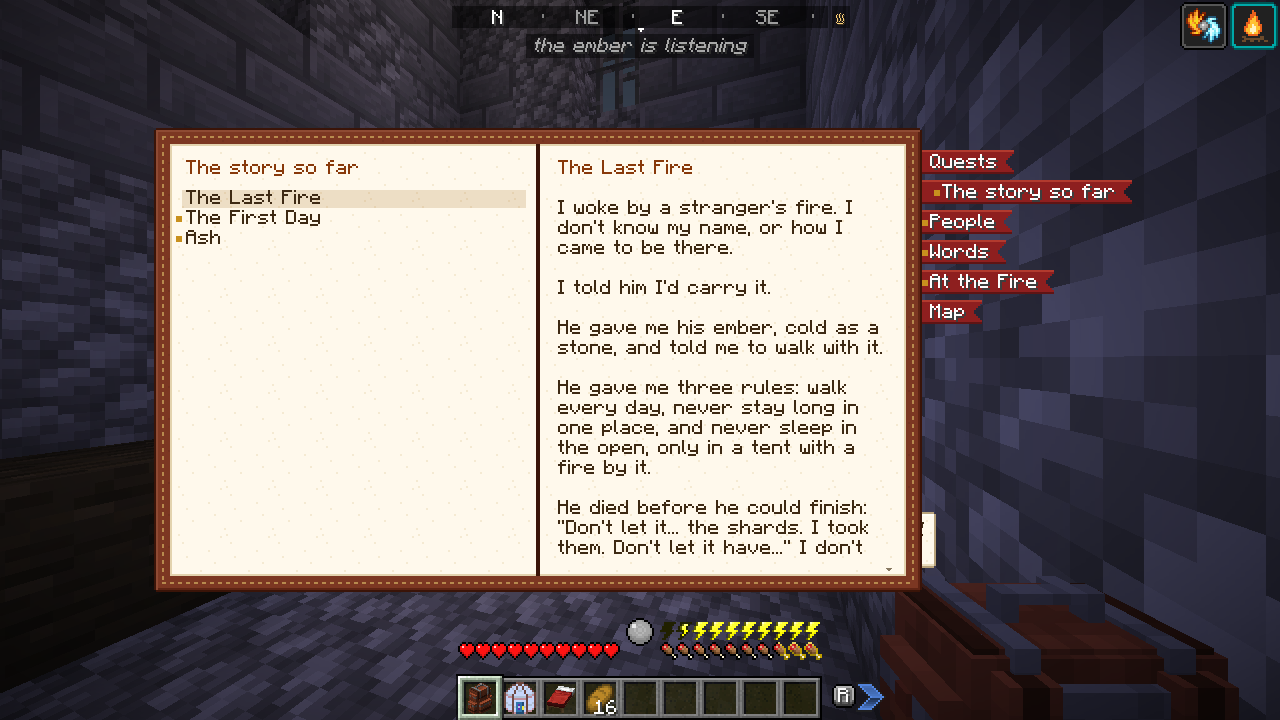 N · NE · E · SE ·
the ember is listening
The story so far
The Last Fire
The First Day
Ash
The Last Fire
I woke by a stranger's fire. I
don't know my name, or how I
came to be there.
I told him I'd carry it.
He gave me his ember, cold as a
stone, and told me to walk with it.
He gave me three rules: walk
every day, never stay long in
one place, and never sleep in
the open, only in a tent with a
fire by it.
He died before he could finish:
"Don't let it... the shards. I took
them. Don't let it have..." I don't
Quests
The story so far
People
Words
At the Fire
Map
16
R